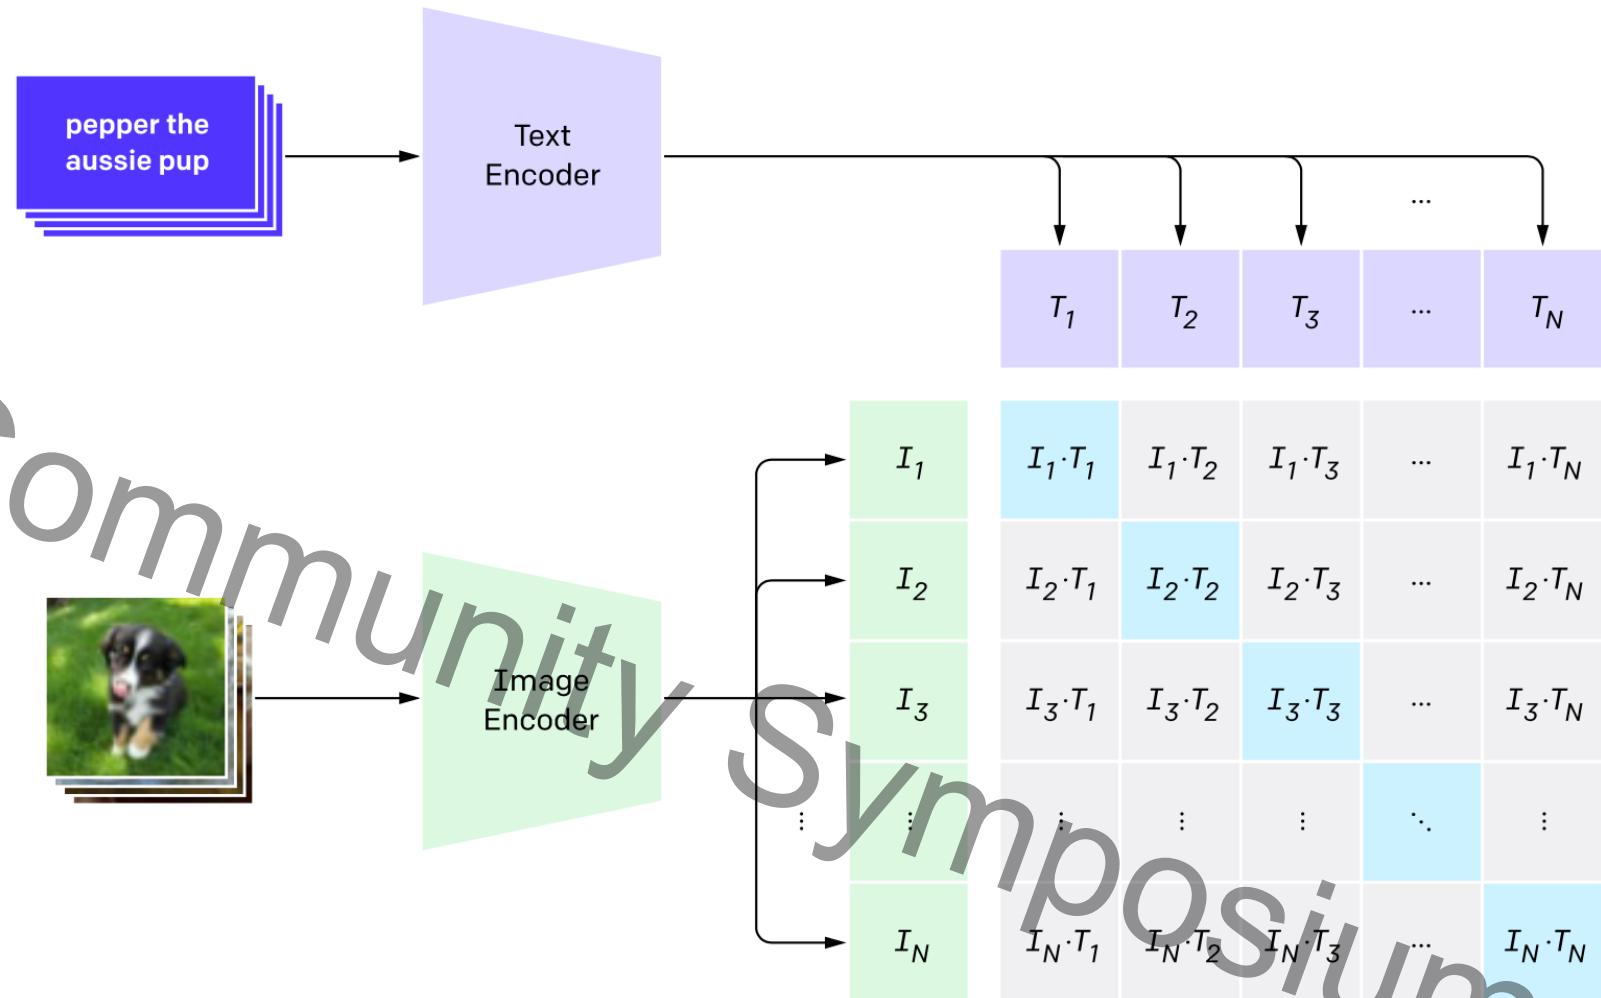 pepper the
aussie pup
Text
Encoder
...
T1 T2 T3 ... TN
I1 I1·T1 I1·T2 I1·T3 ... I1·TN
I2 I2·T1 I2·T2 I2·T3 ... I2·TN
Image
Encoder
I3 I3·T1 I3·T2 I3·T3 ... I3·TN
⋮ ⋮ ⋮ ⋮ ⋮ ⋱ ⋮
IN IN·T1 IN·T2 IN·T3 ... IN·TN
Community Symposium